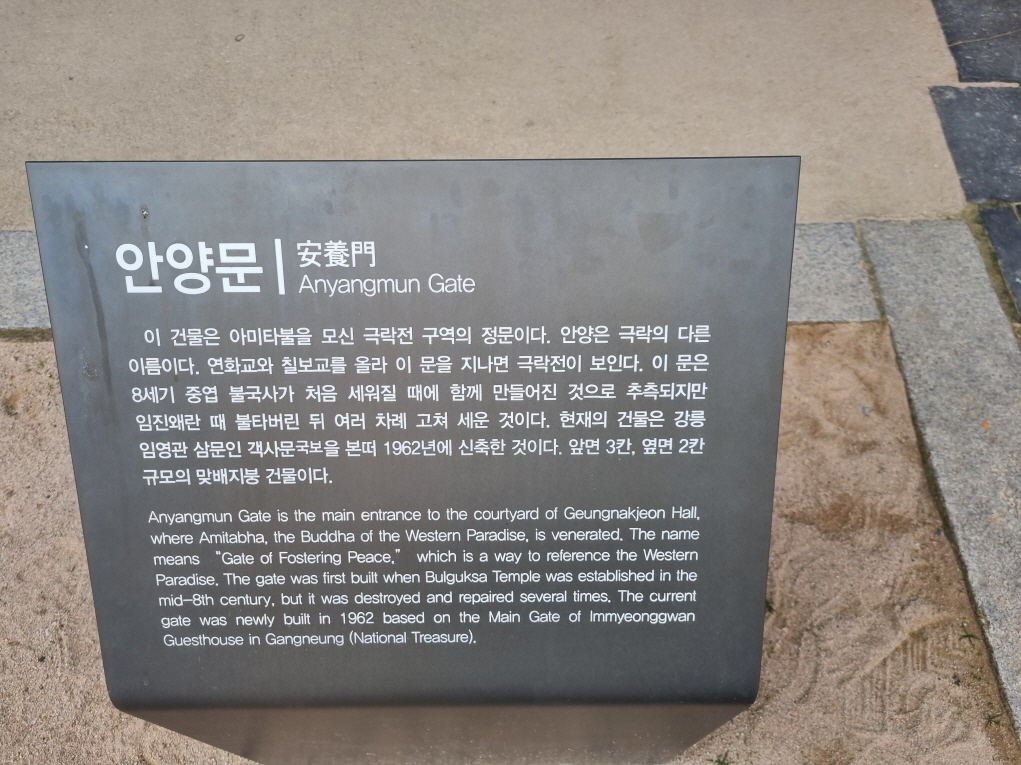 안양문 | 安養門
Anyangmun Gate
이 건물은 아미타불을 모신 극락전 구역의 정문이다. 안양은 극락의 다른
이름이다. 연화교와 칠보교를 올라 이 문을 지나면 극락전이 보인다. 이 문은
8세기 중엽 불국사가 처음 세워질 때에 함께 만들어진 것으로 추측되지만
임진왜란 때 불타버린 뒤 여러 차례 고쳐 세운 것이다. 현재의 건물은 강릉
임영관 삼문인 객사문국보을 본떠 1962년에 신축한 것이다. 앞면 3칸, 옆면 2칸
규모의 맞배지붕 건물이다.
Anyangmun Gate is the main entrance to the courtyard of Geungnakjeon Hall,
where Amitabha, the Buddha of the Western Paradise, is venerated. The name
means “Gate of Fostering Peace,” which is a way to reference the Western
Paradise. The gate was first built when Bulguksa Temple was established in the
mid-8th century, but it was destroyed and repaired several times. The current
gate was newly built in 1962 based on the Main Gate of Immyeonggwan
Guesthouse in Gangneung (National Treasure).